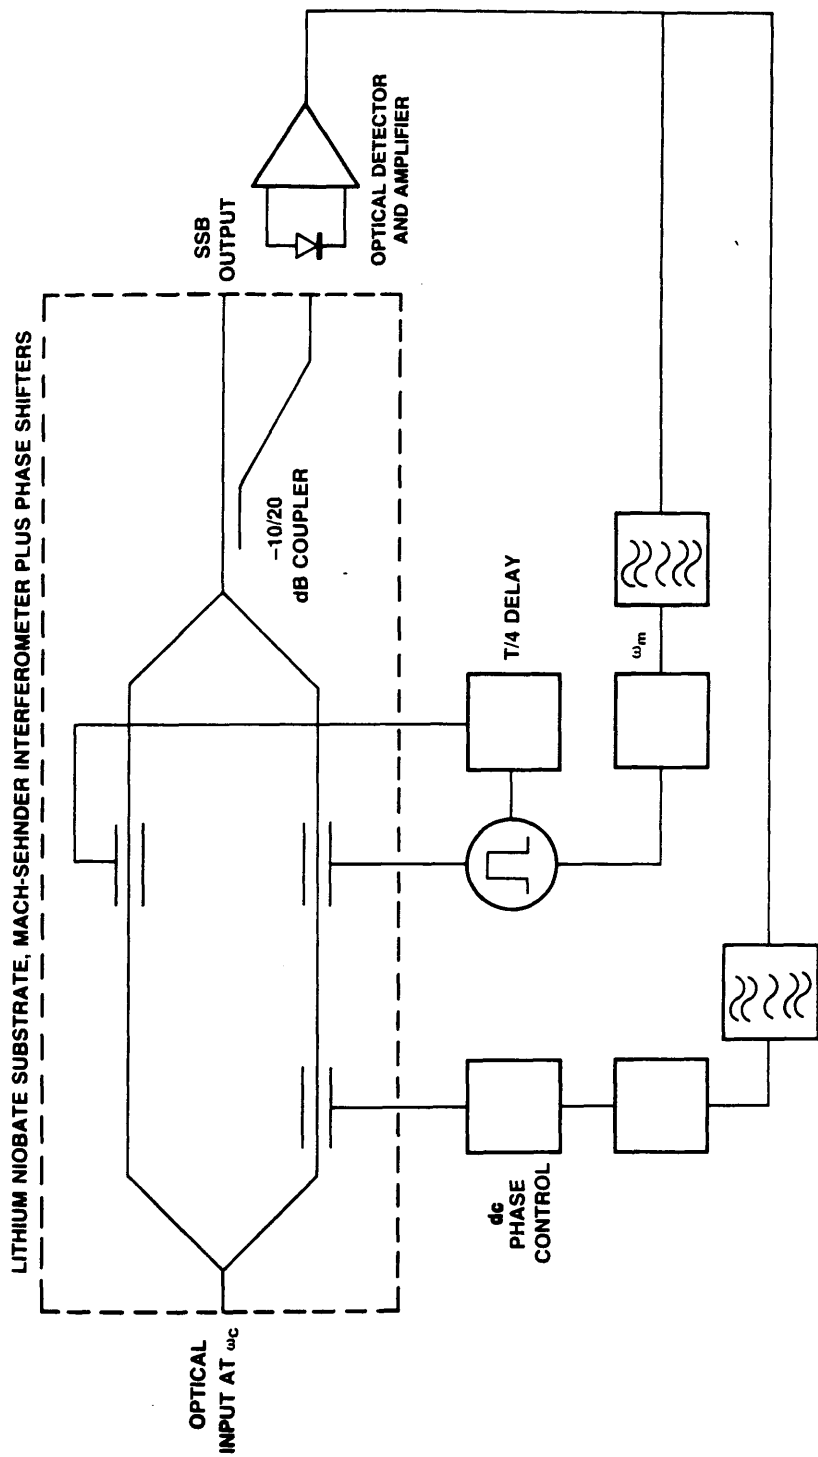 LITHIUM NIOBATE SUBSTRATE, MACH-SEHNDER INTERFEROMETER PLUS PHASE SHIFTERS
OPTICAL
INPUT AT ωc
SSB
OUTPUT
–10/20
dB COUPLER
OPTICAL DETECTOR
AND AMPLIFIER
T/4 DELAY
dc
PHASE
CONTROL
ωm